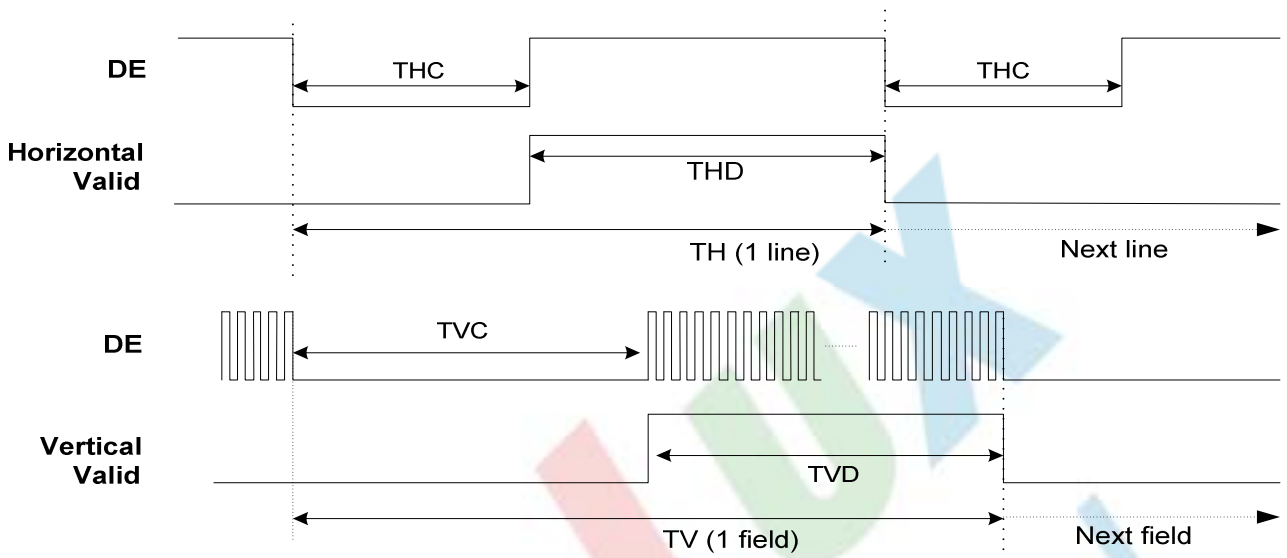 DE
THC
THC
Horizontal
Valid
THD
TH (1 line)
Next line
DE
TVC
Vertical
Valid
TVD
TV (1 field)
Next field